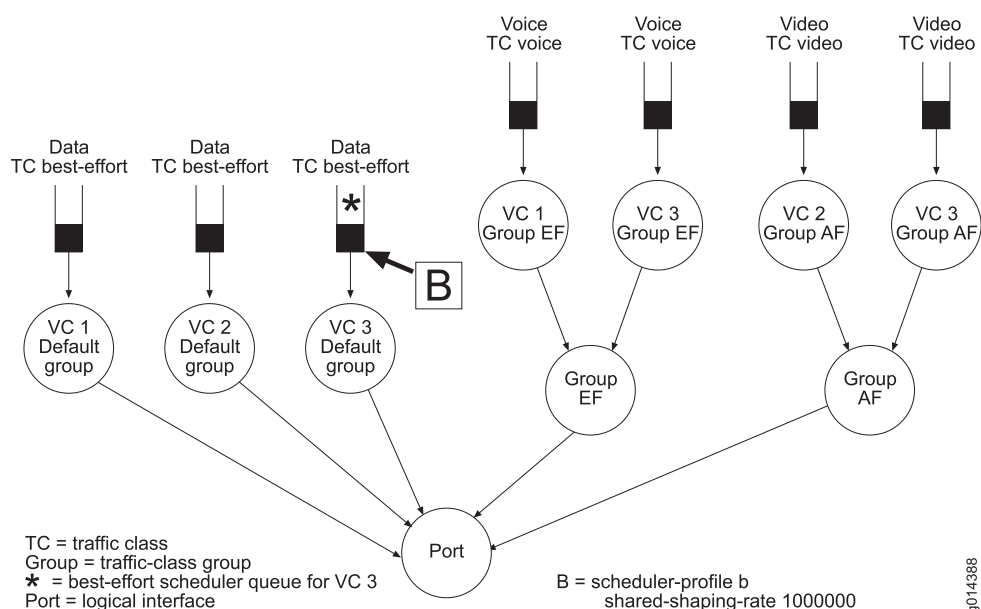 Voice
TC voice
Voice
TC voice
Video
TC video
Video
TC video
Data
TC best-effort
Data
TC best-effort
Data
TC best-effort
*
B
VC 1
Group EF
VC 3
Group EF
VC 2
Group AF
VC 3
Group AF
VC 1
Default
group
VC 2
Default
group
VC 3
Default
group
Group
EF
Group
AF
Port
TC = traffic class
Group = traffic-class group
* = best-effort scheduler queue for VC 3
Port = logical interface
B = scheduler-profile b
shared-shaping-rate 1000000
g014388